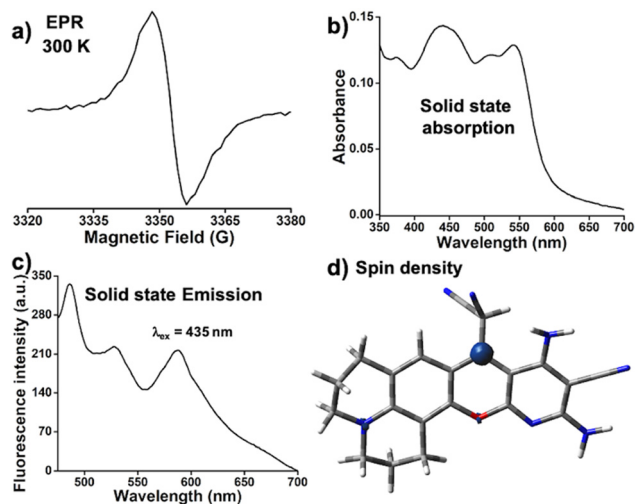 a) EPR
300 K
3320 3335 3350 3365 3380
Magnetic Field (G)
b)
0.15
0.10
0.05
0.00
Absorbance
Solid state
absorption
350 400 450 500 550 600 650 700
Wavelength (nm)
c)
350
280
210
140
70
0
Fluorescence intensity (a.u.)
Solid state Emission
λex = 435 nm
500 550 600 650 700
Wavelength (nm)
d) Spin density